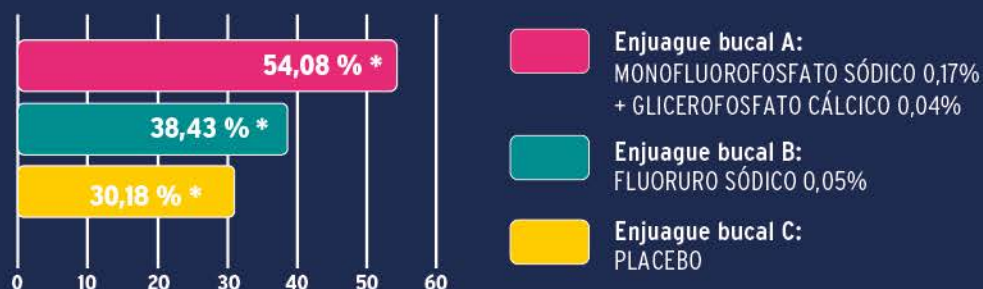 54,08 % *
38,43 % *
30,18 % *
0 10 20 30 40 50 60
Enjuague bucal A:
MONOFLUOROFOSFATO SÓDICO 0,17%
+ GLICEROFOSFATO CÁLCICO 0,04%
Enjuague bucal B:
FLUORURO SÓDICO 0,05%
Enjuague bucal C:
PLACEBO